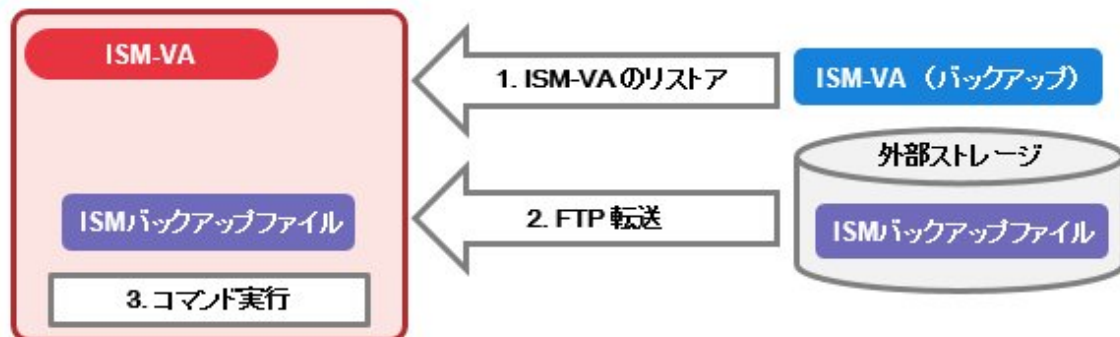 ISM-VA
1. ISM-VAのリストア
ISM-VA（バックアップ）
外部ストレージ
ISMバックアップファイル
2. FTP 転送
ISMバックアップファイル
3. コマンド実行